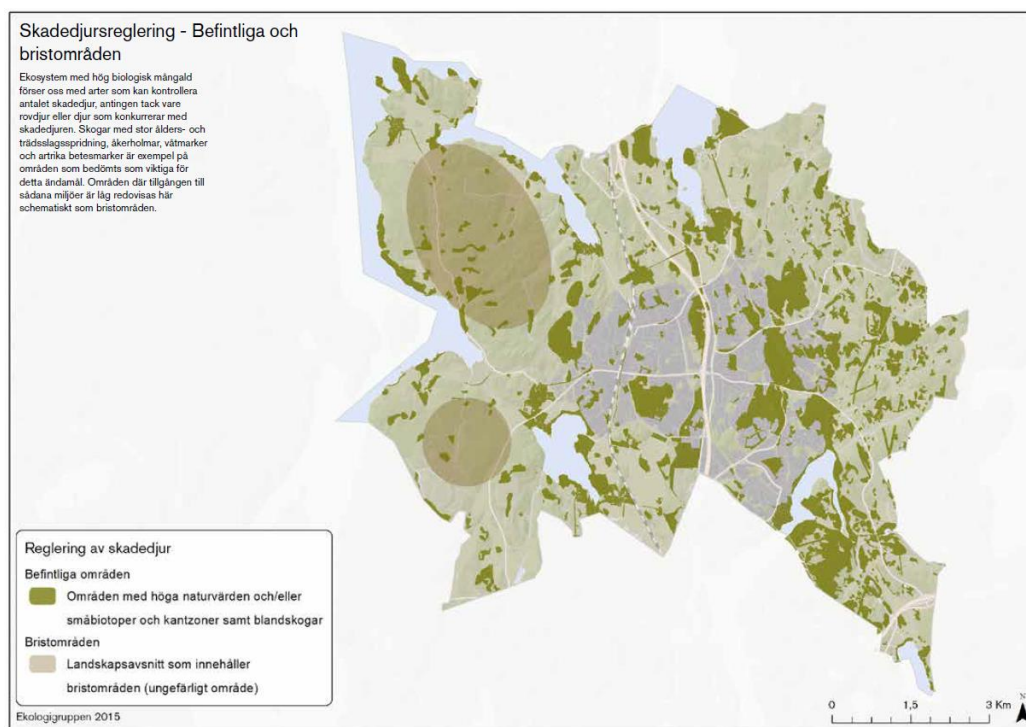 Skadedjursreglering - Befintliga och
bristområden
Ekosystem med hög biologisk mångald
förser oss med arter som kan kontrollera
antalet skadedjur, antingen tack vare
rovdjur eller djur som konkurrerar med
skadedjuren. Skogar med stor ålders- och
trädsslagsspridning, åkerholmar, våtmarker
och artrika betesmarker är exempel på
områden som bedömts som viktiga för
detta ändamål. Områden där tillgången till
sådana miljöer är låg redovisas här
schematiskt som bristområden.
Reglering av skadedjur
Befintliga områden
Områden med höga naturvärden och/eller
småbiotoper och kantzoner samt blandskogar
Bristområden
Landskapsavsnitt som innehåller
bristområden (ungefärligt område)
Ekologigruppen 2015
0 1,5 3 Km
N